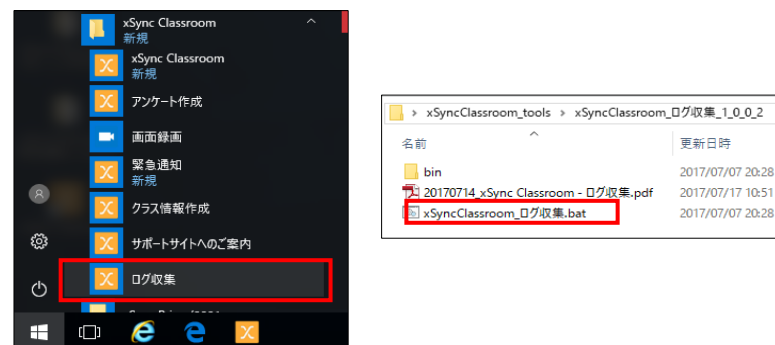 xSync Classroom
新規
xSync Classroom
新規
アンケート作成
画面録画
緊急通知
新規
クラス情報作成
サポートサイトへのご案内
ログ収集
xSyncClassroom_tools › xSyncClassroom_ログ収集_1_0_0_2
名前 更新日時
bin 2017/07/07 20:28
20170714_xSync Classroom - ログ収集.pdf 2017/07/17 10:51
xSyncClassroom_ログ収集.bat 2017/07/07 20:28